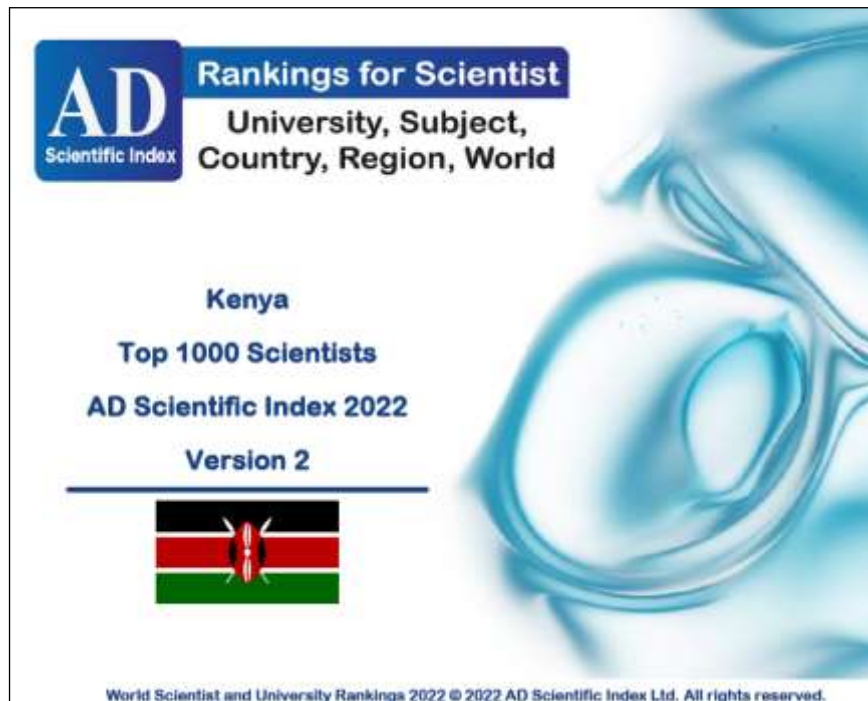 AD
Scientific Index
Rankings for Scientist
University, Subject,
Country, Region, World
Kenya
Top 1000 Scientists
AD Scientific Index 2022
Version 2
World Scientist and University Rankings 2022 © 2022 AD Scientific Index Ltd. All rights reserved.